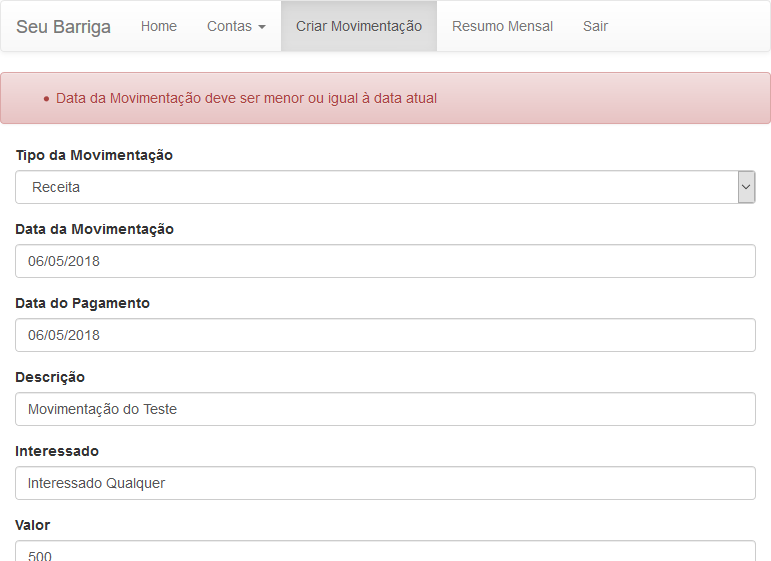 Seu Barriga Home Contas Criar Movimentação Resumo Mensal Sair
Data da Movimentação deve ser menor ou igual à data atual
Tipo da Movimentação
Receita
Data da Movimentação
06/05/2018
Data do Pagamento
06/05/2018
Descrição
Movimentação do Teste
Interessado
Interessado Qualquer
Valor
500